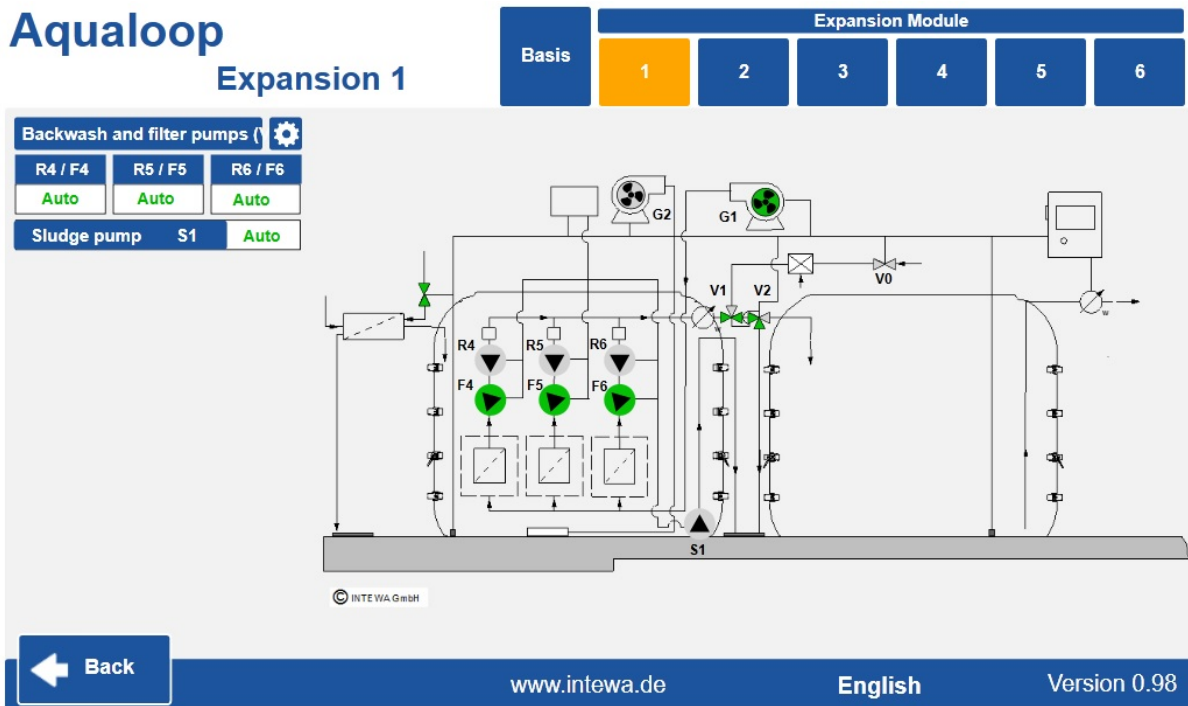 Aqualoop
Expansion 1
Basis
Expansion Module
1 2 3 4 5 6
Backwash and filter pumps (
R4 / F4 R5 / F5 R6 / F6
Auto Auto Auto
Sludge pump S1 Auto
G2
G1
V0
V1 V2
w
w
R4 R5 R6
F4 F5 F6
S1
© INTEWA GmbH
Back
www.intewa.de
English
Version 0.98